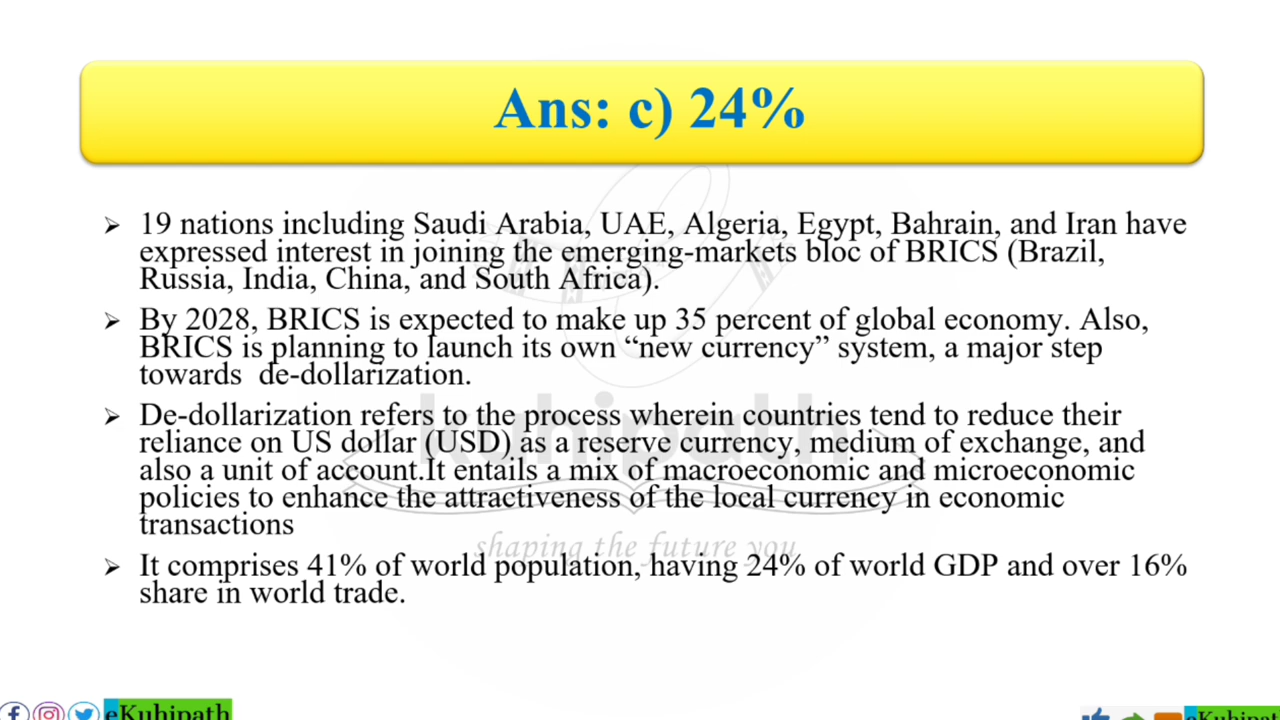 Ans: c) 24%
➢ 19 nations including Saudi Arabia, UAE, Algeria, Egypt, Bahrain, and Iran have
expressed interest in joining the emerging-markets bloc of BRICS (Brazil,
Russia, India, China, and South Africa).
➢ By 2028, BRICS is expected to make up 35 percent of global economy. Also,
BRICS is planning to launch its own “new currency” system, a major step
towards  de-dollarization.
➢ De-dollarization refers to the process wherein countries tend to reduce their
reliance on US dollar (USD) as a reserve currency, medium of exchange, and
also a unit of account.It entails a mix of macroeconomic and microeconomic
policies to enhance the attractiveness of the local currency in economic
transactions
➢ It comprises 41% of world population, having 24% of world GDP and over 16%
share in world trade.
kuhipath
shaping the future you
eKuhipath
eKuhipat